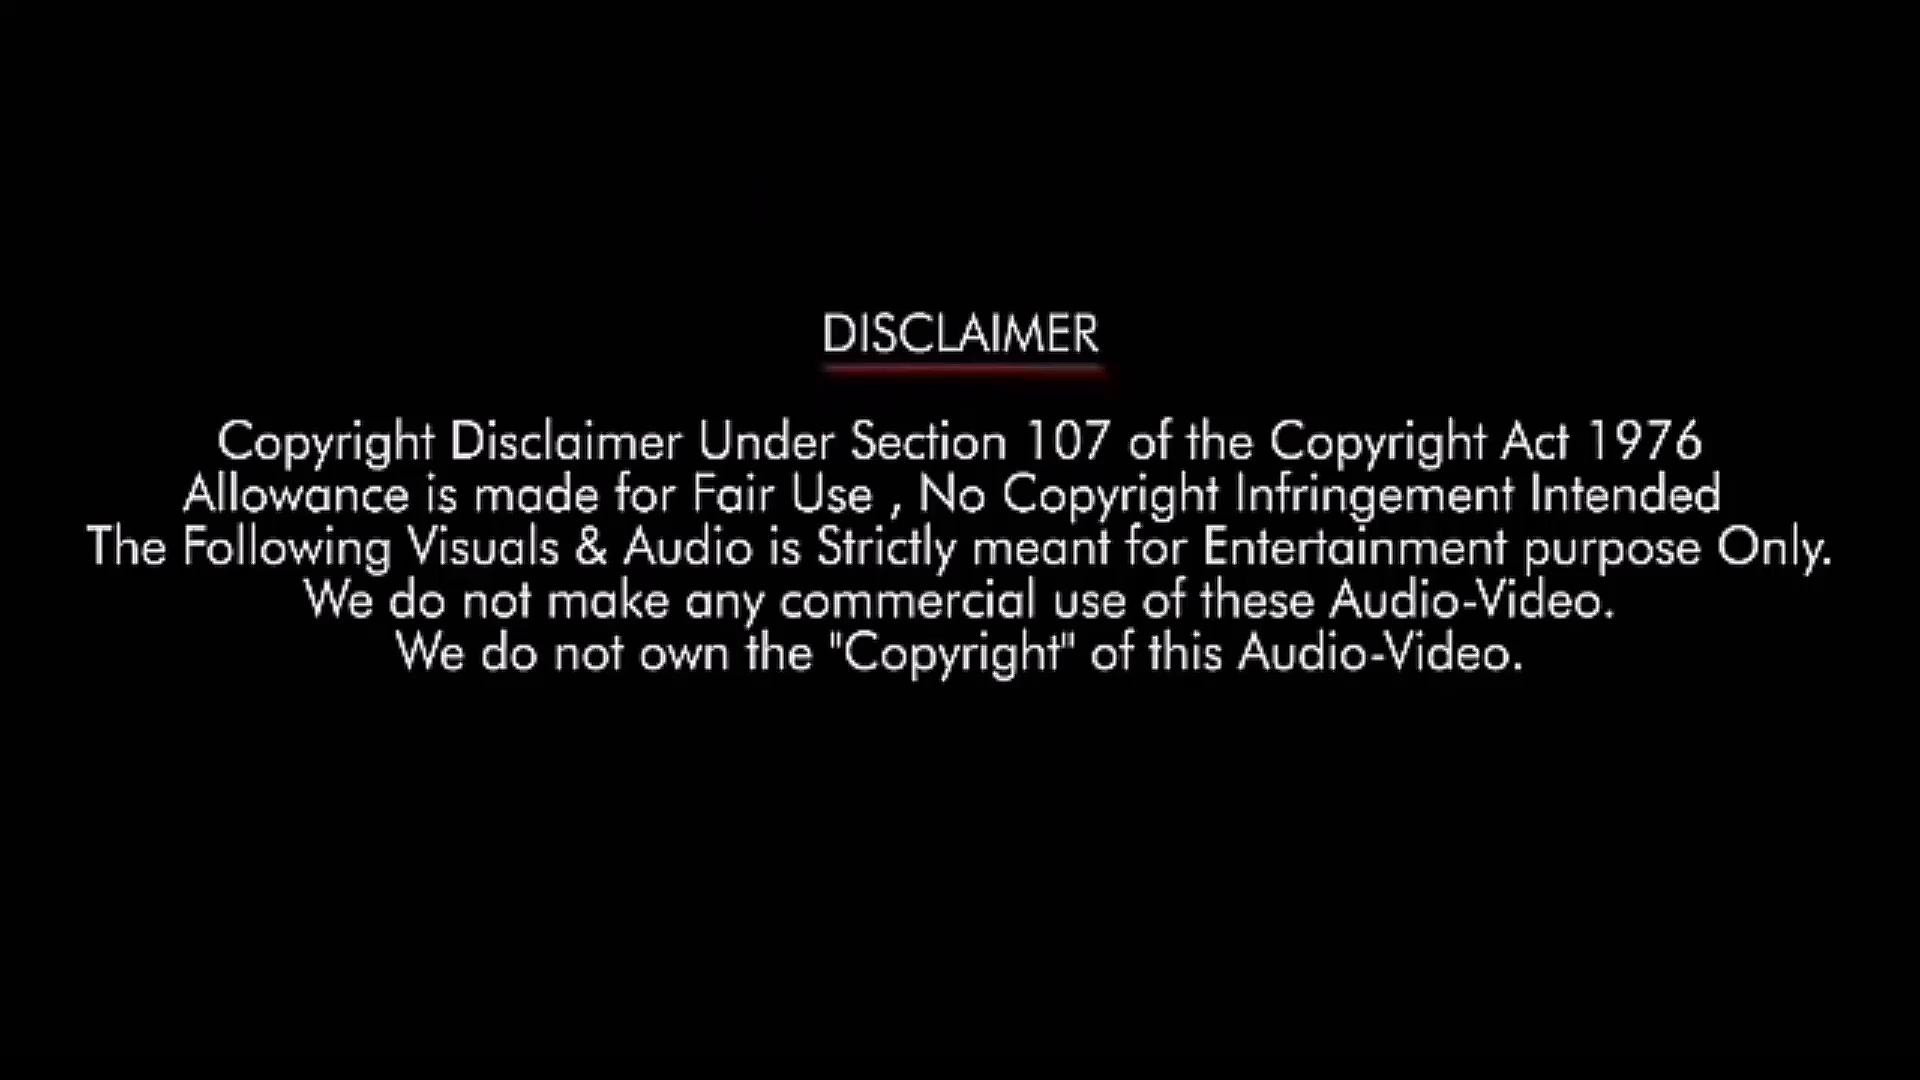 DISCLAIMER
Copyright Disclaimer Under Section 107 of the Copyright Act 1976
Allowance is made for Fair Use , No Copyright Infringement Intended
The Following Visuals & Audio is Strictly meant for Entertainment purpose Only.
We do not make any commercial use of these Audio-Video.
We do not own the "Copyright" of this Audio-Video.